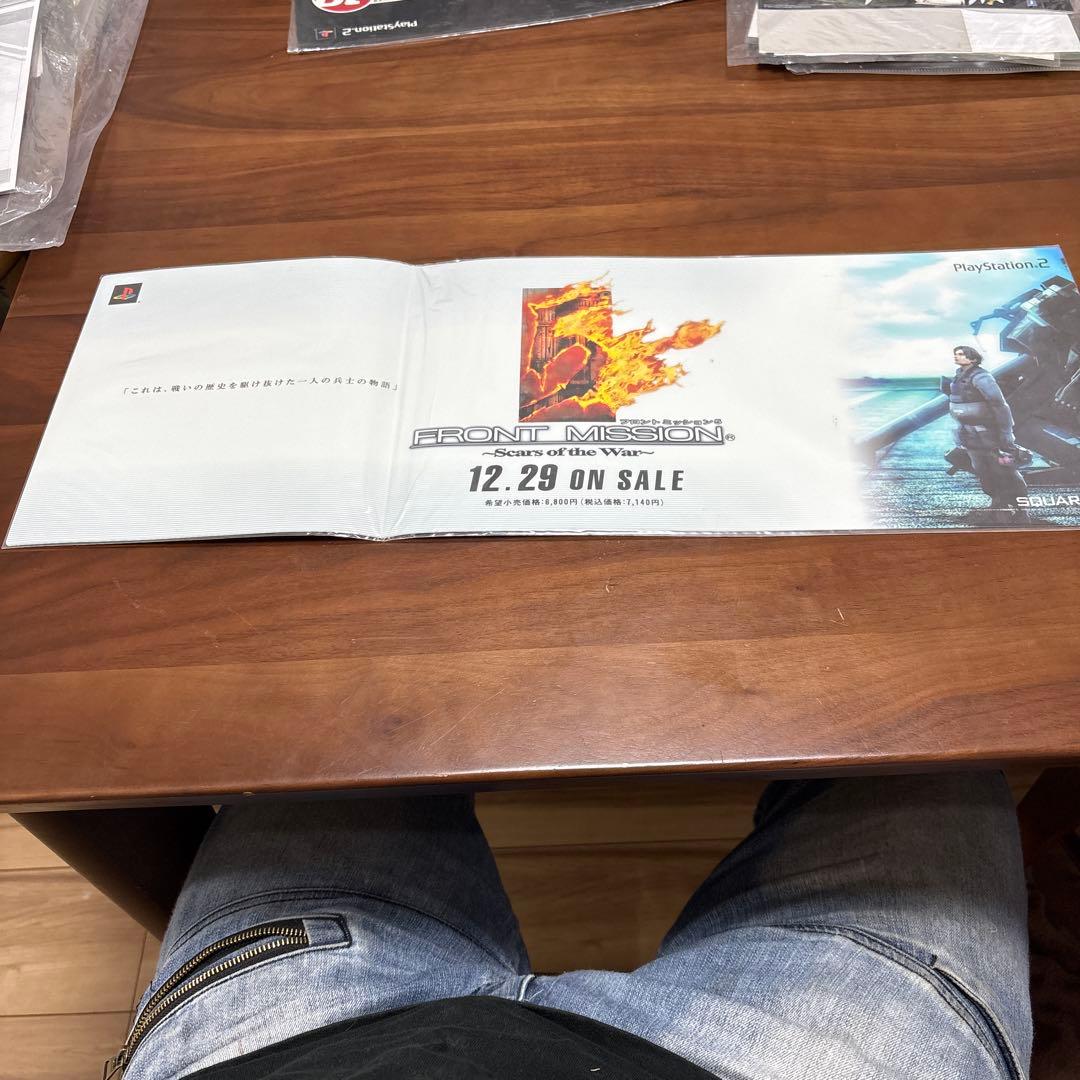 PlayStation.2
PlayStation.2
「これは、戦いの歴史を駆け抜けた一人の兵士の物語」
フロントミッション5
FRONT MISSION®
~Scars of the War~
12.29 ON SALE
希望小売価格:6,800円(税込価格:7,140円)
SQUAR